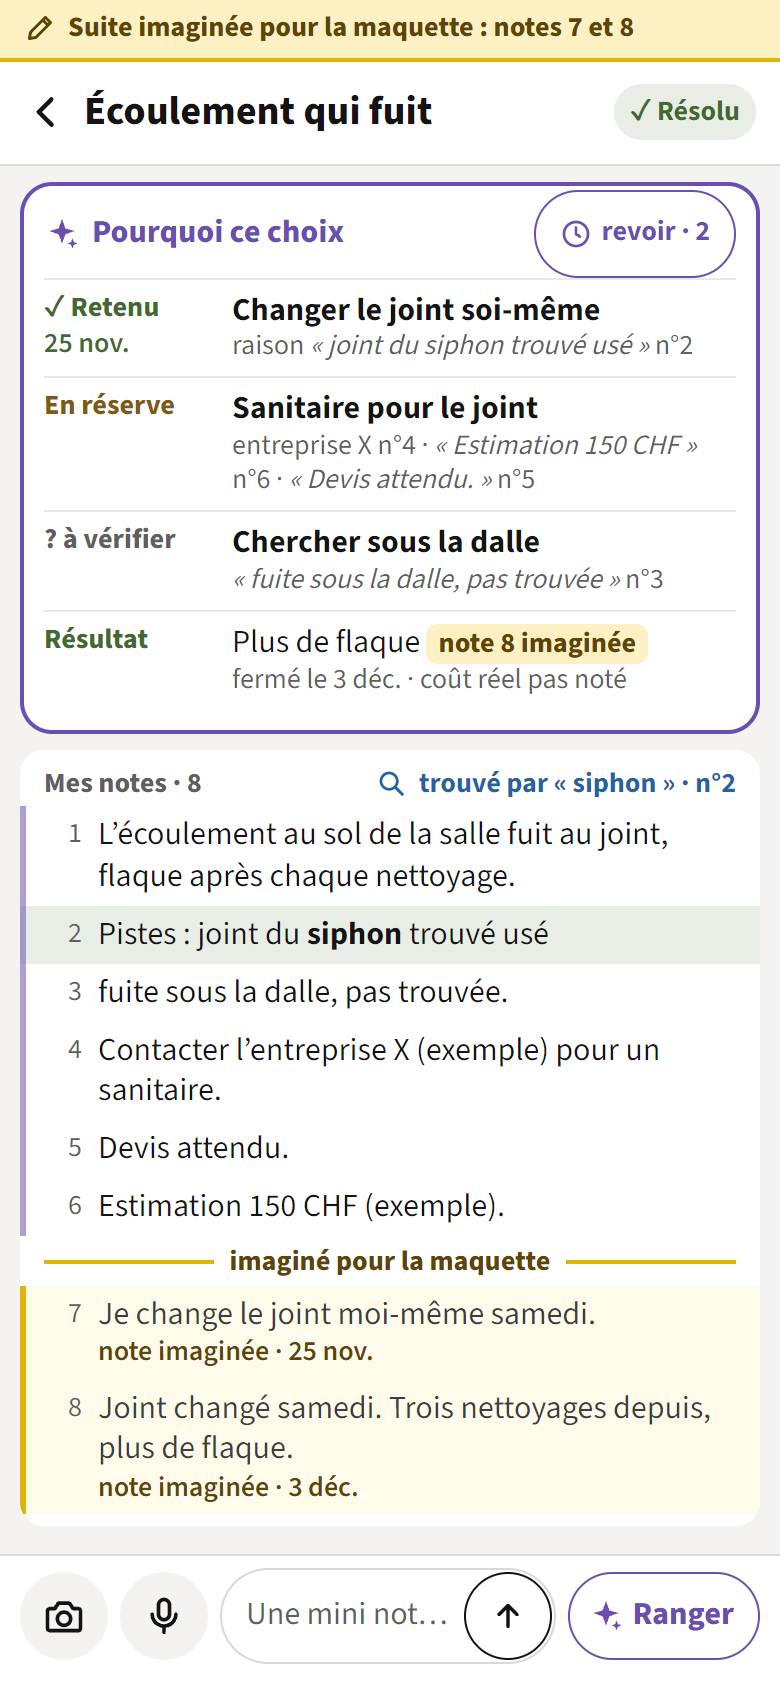 Suite imaginée pour la maquette : notes 7 et 8
Écoulement qui fuit
✓ Résolu
Pourquoi ce choix
revoir · 2
✓ Retenu
25 nov.
Changer le joint soi-même
raison « joint du siphon trouvé usé » n°2
En réserve
Sanitaire pour le joint
entreprise X n°4 · « Estimation 150 CHF »
n°6 · « Devis attendu. » n°5
? à vérifier
Chercher sous la dalle
« fuite sous la dalle, pas trouvée » n°3
Résultat
Plus de flaque note 8 imaginée
fermé le 3 déc. · coût réel pas noté
Mes notes · 8
trouvé par « siphon » · n°2
1 L’écoulement au sol de la salle fuit au joint,
flaque après chaque nettoyage.
2 Pistes : joint du siphon trouvé usé
3 fuite sous la dalle, pas trouvée.
4 Contacter l’entreprise X (exemple) pour un
sanitaire.
5 Devis attendu.
6 Estimation 150 CHF (exemple).
imaginé pour la maquette
7 Je change le joint moi-même samedi.
note imaginée · 25 nov.
8 Joint changé samedi. Trois nettoyages depuis,
plus de flaque.
note imaginée · 3 déc.
Une mini not…
Ranger